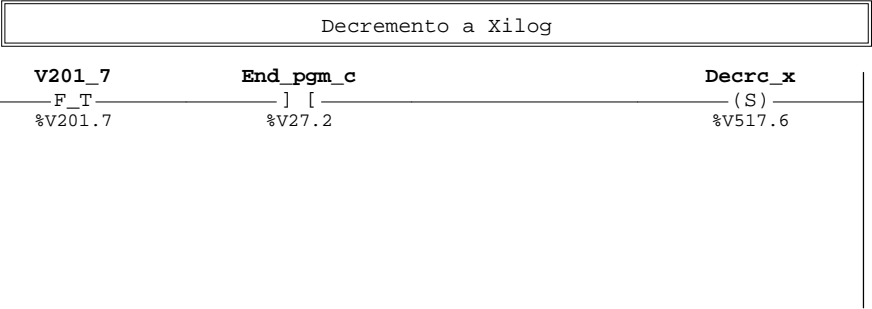 Decremento a Xilog
V201_7 End_pgm_c Decrc_x
F_T ] [ (S)
%V201.7 %V27.2 %V517.6